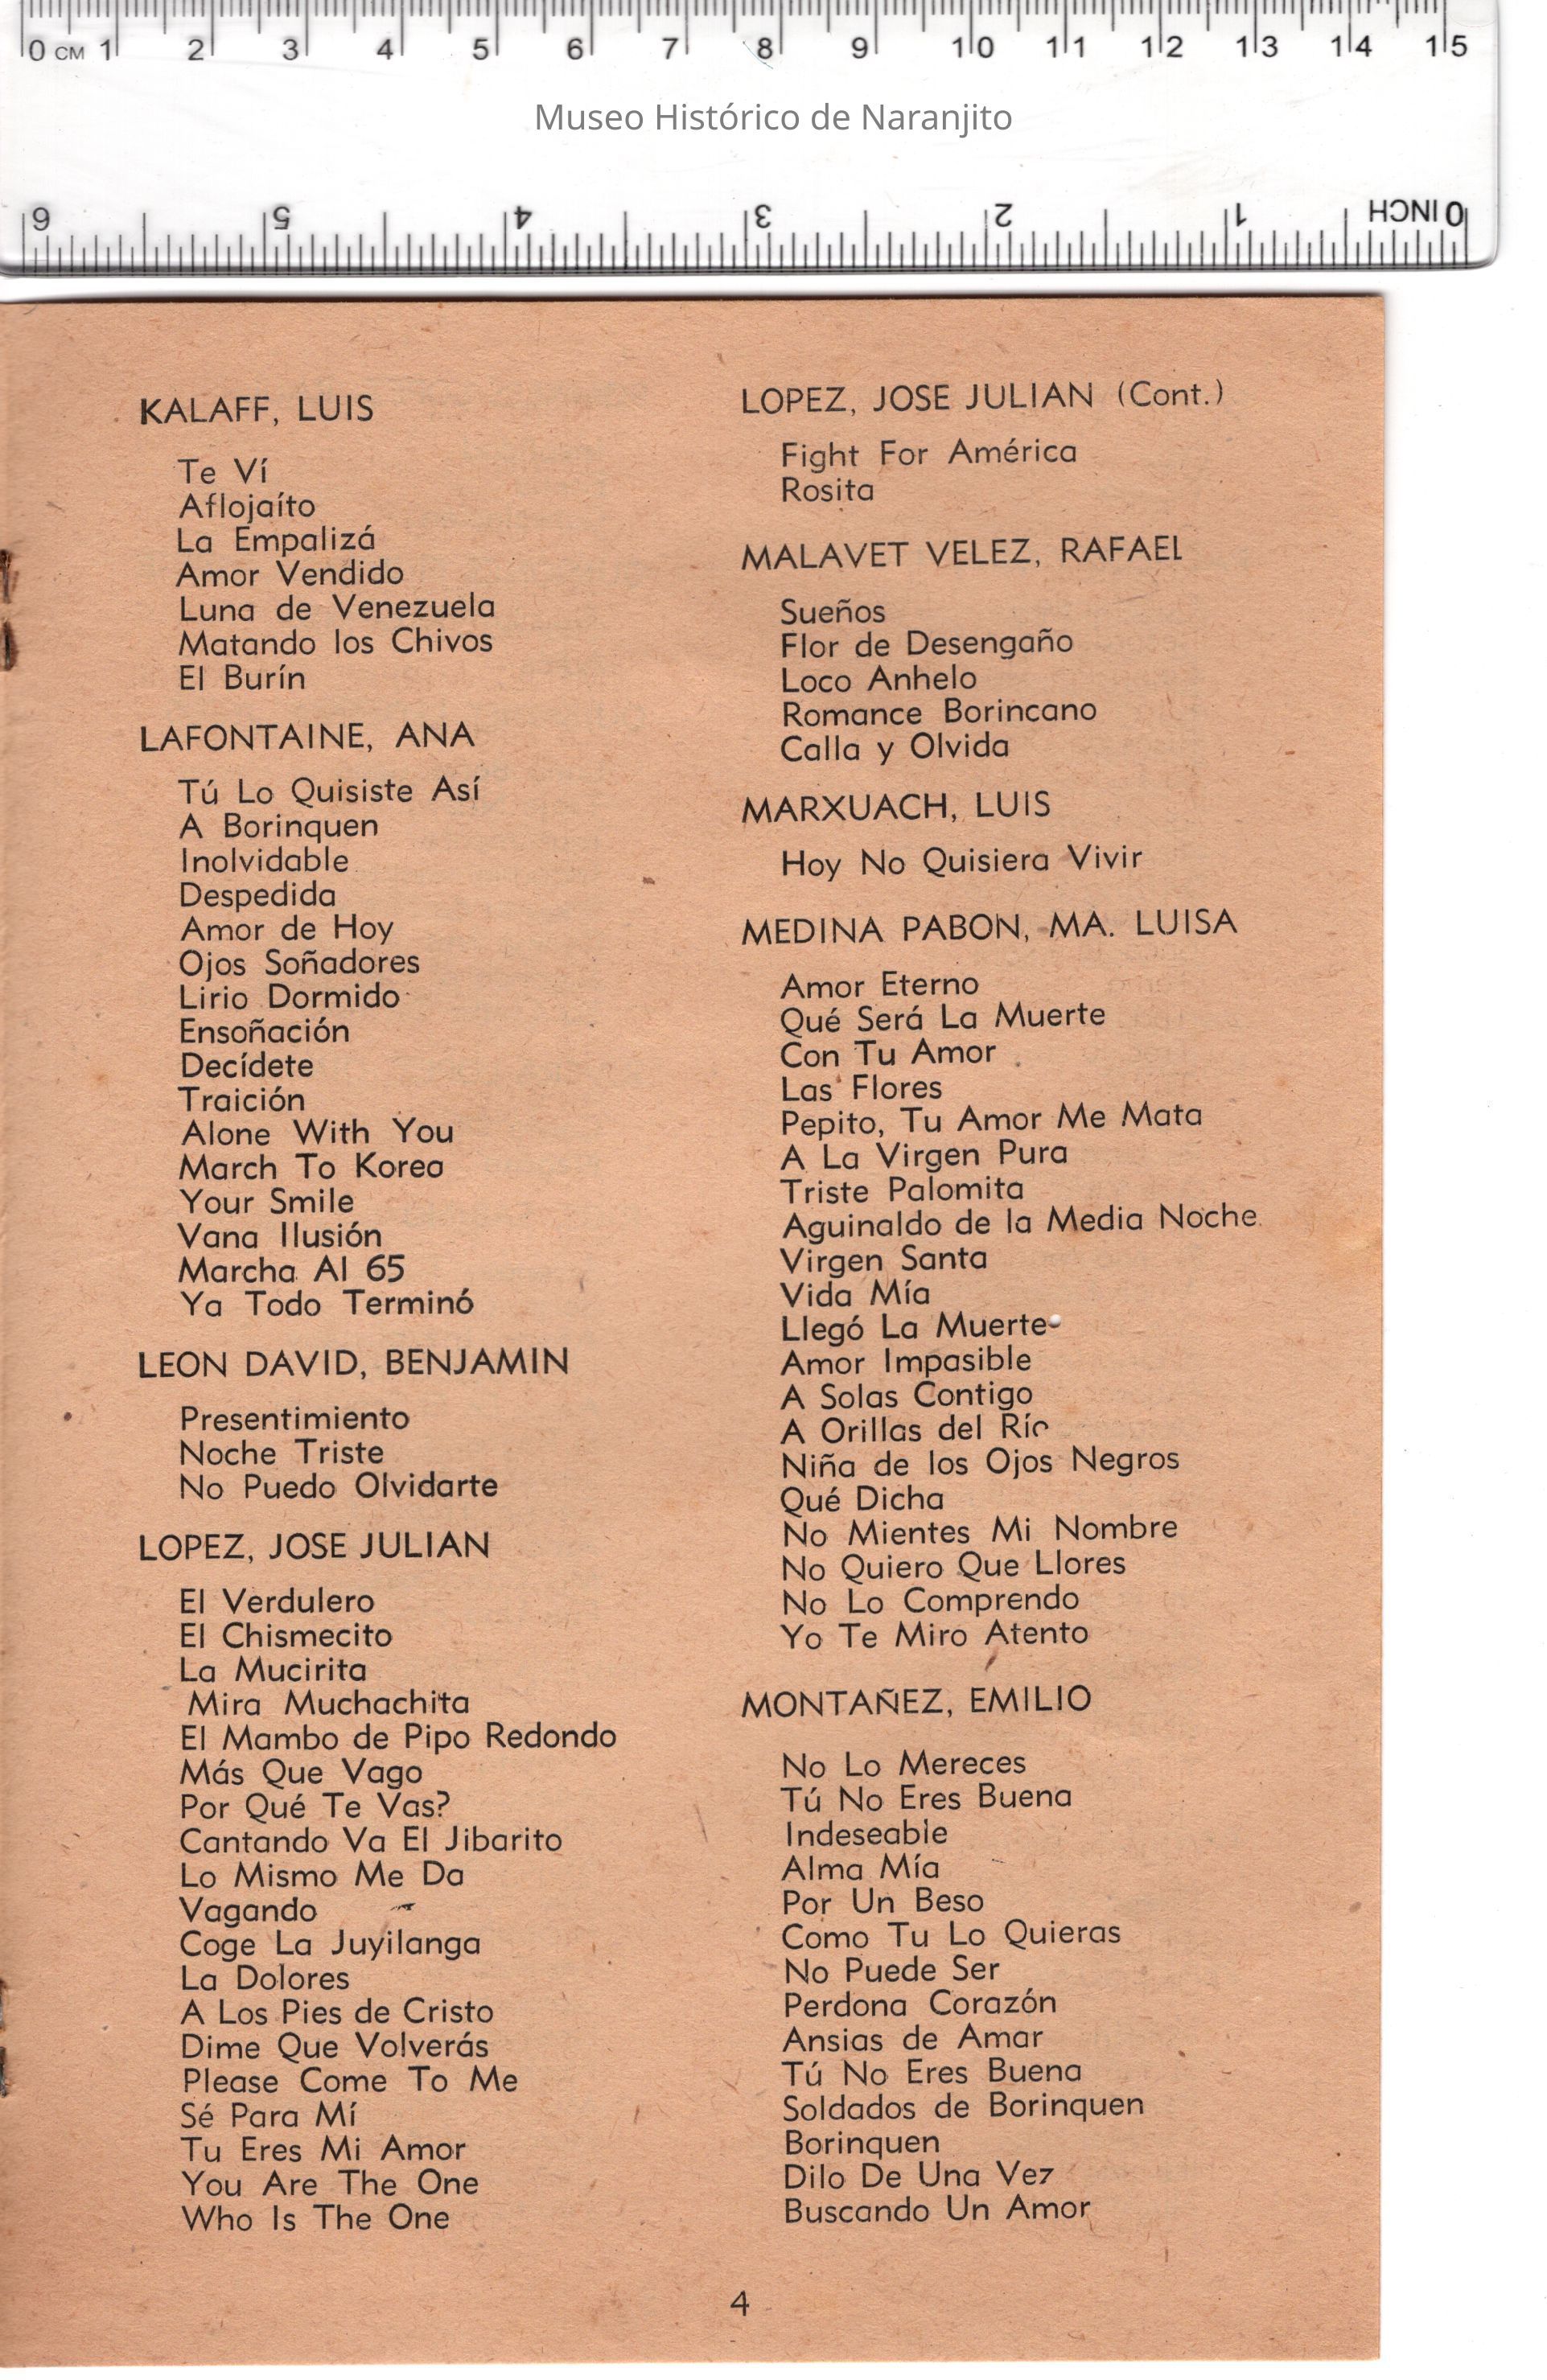 0 CM 1 2 3 4 5 6 7 8 9 10 11 12 13 14 15
Museo Histórico de Naranjito
6 5 4 3 2 1 0 INCH
KALAFF, LUIS
Te Ví
Aflojaíto
La Empalizá
Amor Vendido
Luna de Venezuela
Matando los Chivos
El Burín
LAFONTAINE, ANA
Tú Lo Quisiste Así
A Borinquen
Inolvidable
Despedida
Amor de Hoy
Ojos Soñadores
Lirio Dormido
Ensoñación
Decídete
Traición
Alone With You
March To Korea
Your Smile
Vana Ilusión
Marcha Al 65
Ya Todo Terminó
LEON DAVID, BENJAMIN
Presentimiento
Noche Triste
No Puedo Olvidarte
LOPEZ, JOSE JULIAN
El Verdulero
El Chismecito
La Mucirita
Mira Muchachita
El Mambo de Pipo Redondo
Más Que Vago
Por Qué Te Vas?
Cantando Va El Jibarito
Lo Mismo Me Da
Vagando
Coge La Juyilanga
La Dolores
A Los Pies de Cristo
Dime Que Volverás
Please Come To Me
Sé Para Mí
Tu Eres Mi Amor
You Are The One
Who Is The One
LOPEZ, JOSE JULIAN (Cont.)
Fight For América
Rosita
MALAVET VELEZ, RAFAEL
Sueños
Flor de Desengaño
Loco Anhelo
Romance Borincano
Calla y Olvida
MARXUACH, LUIS
Hoy No Quisiera Vivir
MEDINA PABON, MA. LUISA
Amor Eterno
Qué Será La Muerte
Con Tu Amor
Las Flores
Pepito, Tu Amor Me Mata
A La Virgen Pura
Triste Palomita
Aguinaldo de la Media Noche
Virgen Santa
Vida Mía
Llegó La Muerte
Amor Impasible
A Solas Contigo
A Orillas del Río
Niña de los Ojos Negros
Qué Dicha
No Mientes Mi Nombre
No Quiero Que Llores
No Lo Comprendo
Yo Te Miro Atento
MONTAÑEZ, EMILIO
No Lo Mereces
Tú No Eres Buena
Indeseable
Alma Mía
Por Un Beso
Como Tu Lo Quieras
No Puede Ser
Perdona Corazón
Ansias de Amar
Tú No Eres Buena
Soldados de Borinquen
Borinquen
Dilo De Una Vez
Buscando Un Amor
4